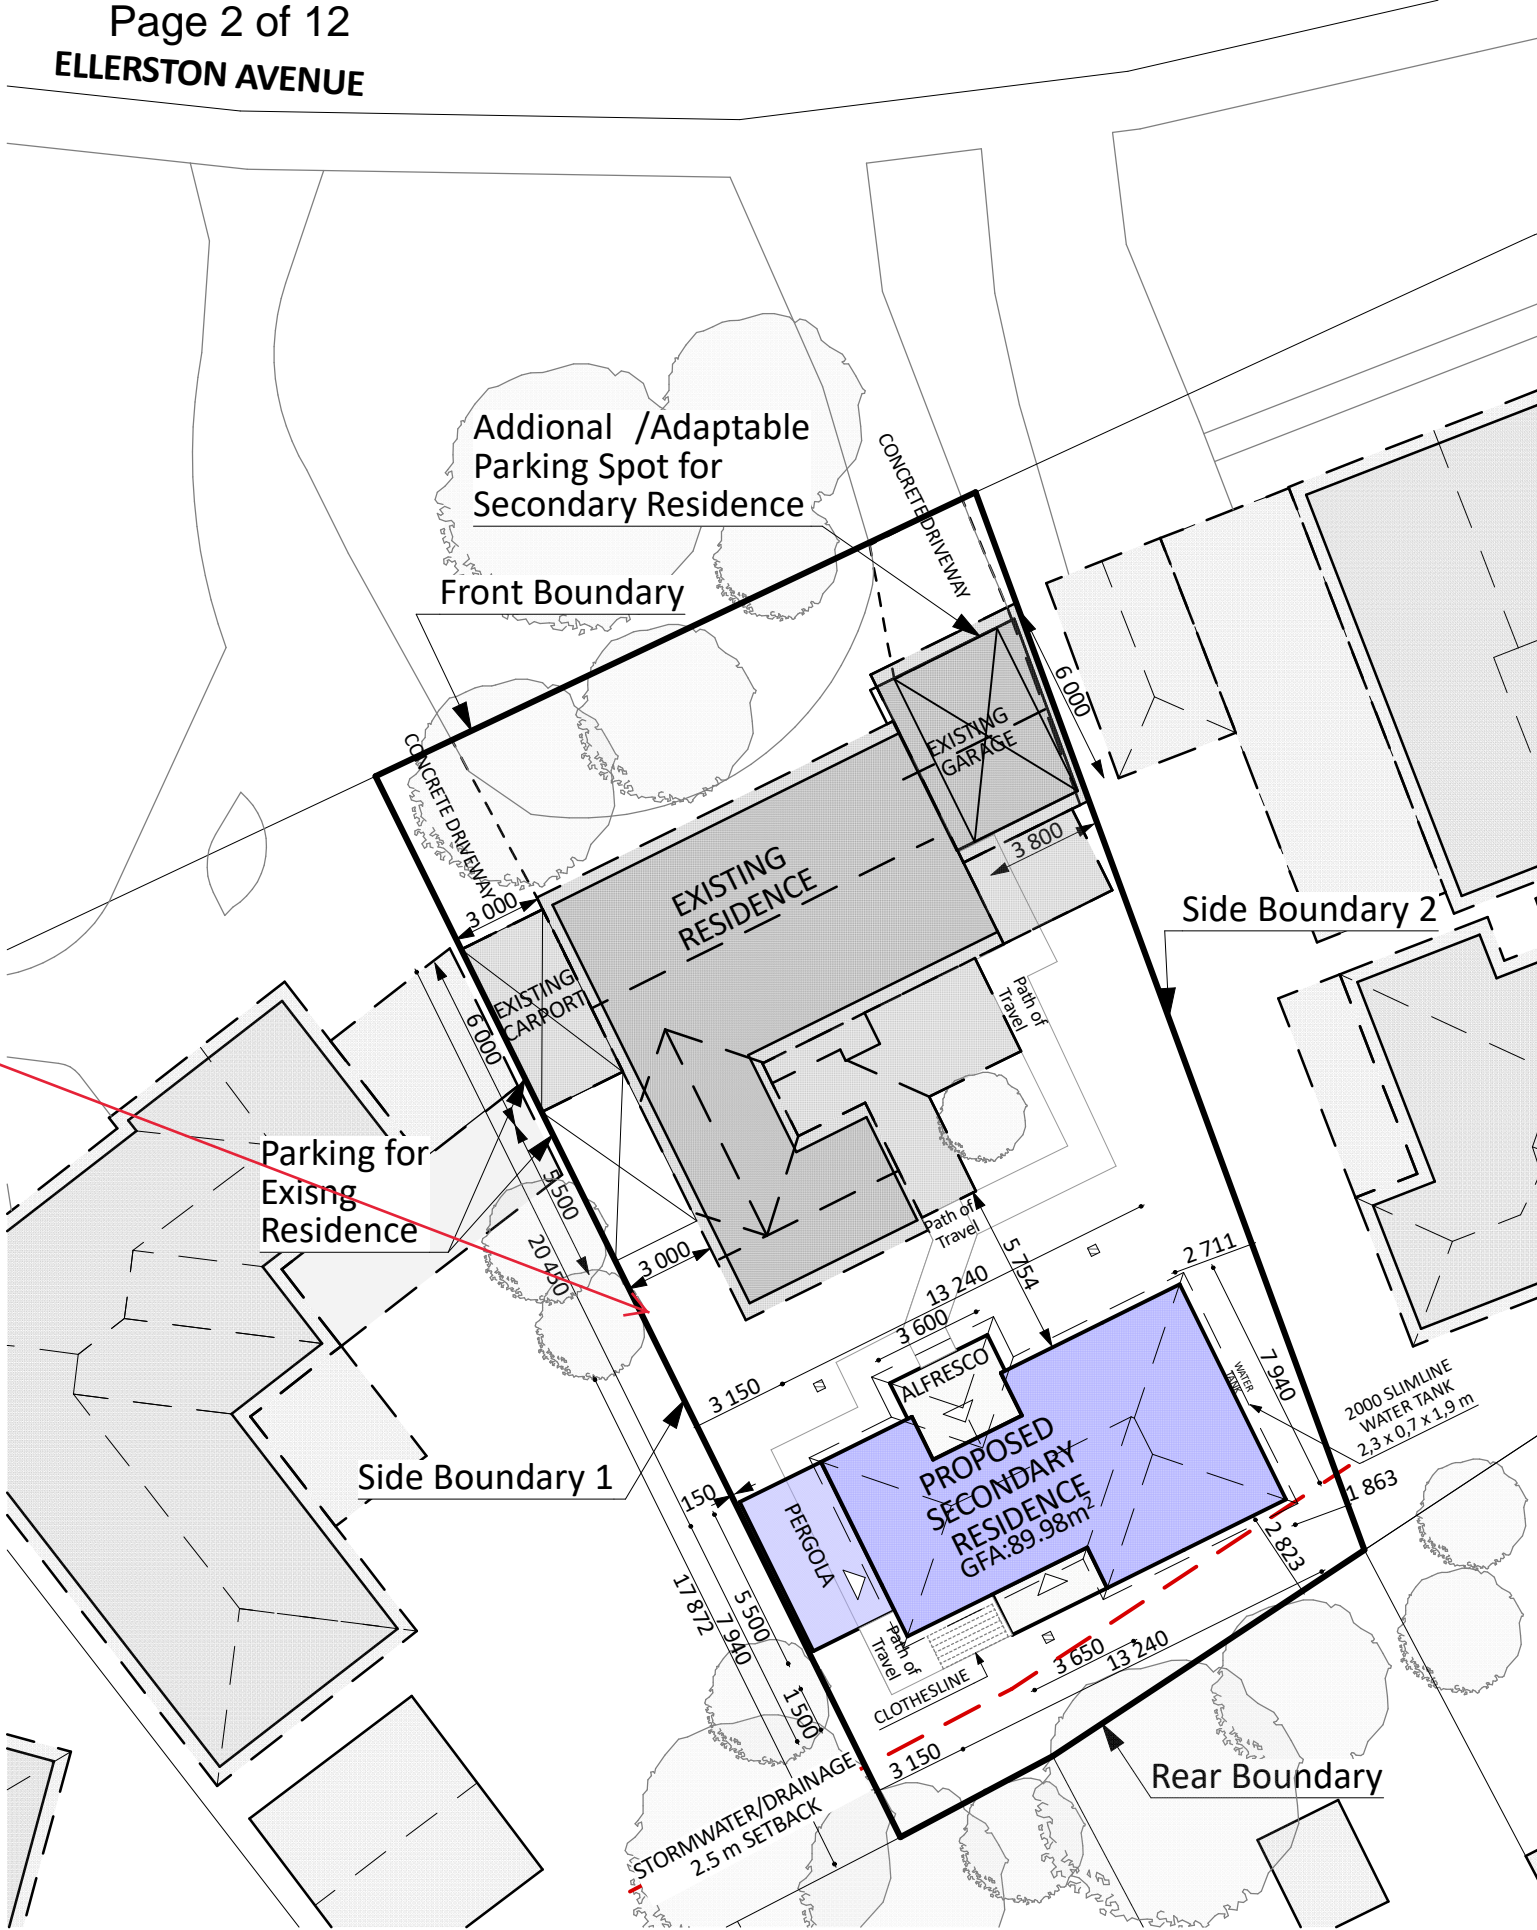 Page 2 of 12
ELLERSTON AVENUE
Addional /Adaptable
Parking Spot for
Secondary Residence
CONCRETE DRIVEWAY
Front Boundary
6 000
EXISTING
GARAGE
CONCRETE DRIVEWAY
3 800
EXISTING
RESIDENCE
3 000
Side Boundary 2
EXISTING
CARPORT
6 000
Path of
Travel
Parking for
Exisng
Residence
5 500
20 450
3 000
Path of
Travel
5 754
2 711
13 240
3 600
ALFRESCO
3 150
WATER
TANK
7 940
2000 SLIMLINE
WATER TANK
2,3 x 0,7 x 1,9 m
PROPOSED
SECONDARY
RESIDENCE
GFA:89.98m²
Side Boundary 1
150
PERGOLA
1 863
2 823
17 872
7 940
5 500
Path of
Travel
3 650
13 240
CLOTHESLINE
1 500
3 150
STORMWATER/DRAINAGE
2.5 m SETBACK
Rear Boundary